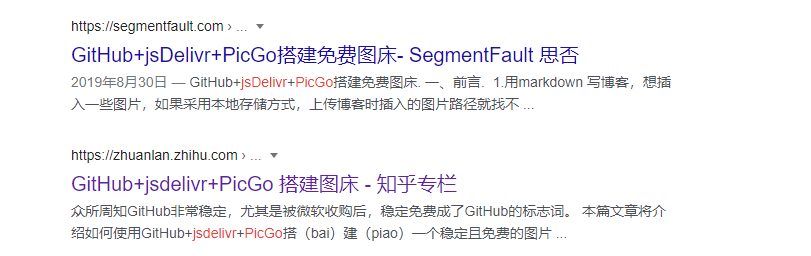 https://segmentfault.com › ...
GitHub+jsDelivr+PicGo搭建免费图床- SegmentFault 思否
2019年8月30日 — GitHub+jsDelivr+PicGo搭建免费图床. 一、前言. 1.用markdown 写博客，想插
入一些图片，如果采用本地存储方式，上传博客时插入的图片路径就找不 ...
https://zhuanlan.zhihu.com › ...
GitHub+jsdelivr+PicGo 搭建图床 - 知乎专栏
众所周知GitHub非常稳定，尤其是被微软收购后，稳定免费成了GitHub的标志词。 本篇文章将介
绍如何使用GitHub+jsdelivr+PicGo搭（bai）建（piao）一个稳定且免费的图片 ...